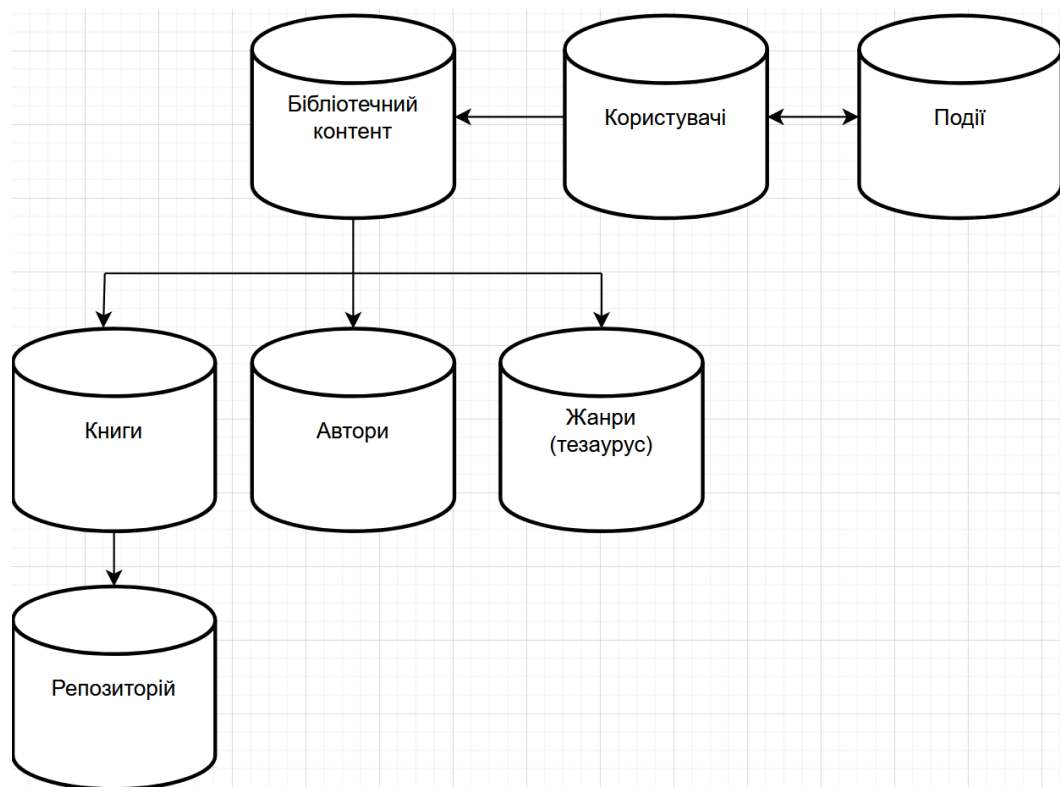 Бібліотечний
контент
Користувачі
Події
Книги
Автори
Жанри
(тезаурус)
Репозиторій